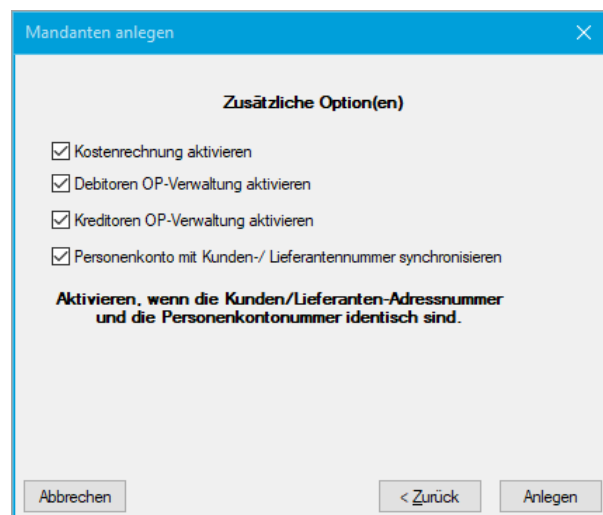 Mandanten anlegen
Zusätzliche Option(en)
Kostenrechnung aktivieren
Debitoren OP-Verwaltung aktivieren
Kreditoren OP-Verwaltung aktivieren
Personenkonto mit Kunden-/ Lieferantennummer synchronisieren
Aktivieren, wenn die Kunden/Lieferanten-Adressnummer
und die Personenkontonummer identisch sind.
Abbrechen
< Zurück
Anlegen